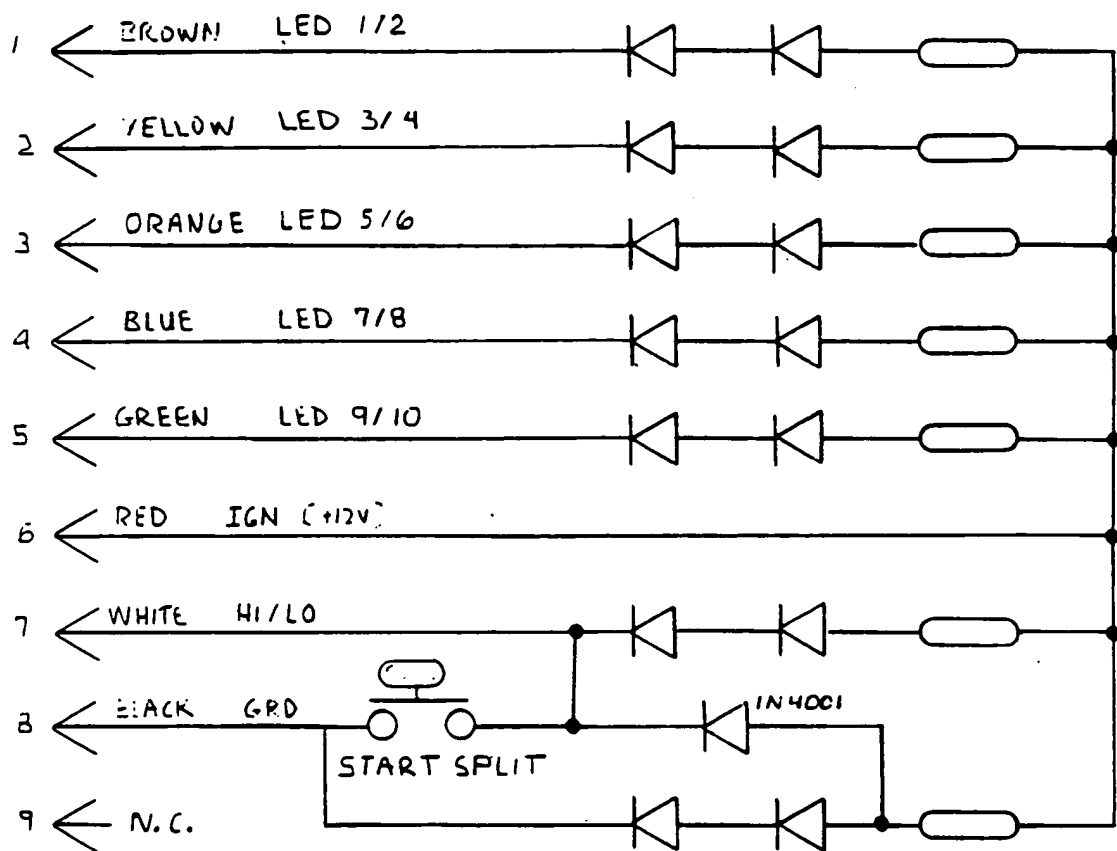 1 BROWN LED 1/2
2 YELLOW LED 3/4
3 ORANGE LED 5/6
4 BLUE LED 7/8
5 GREEN LED 9/10
6 RED IGN (+12V)
7 WHITE HI/LO
8 BLACK GRD
1N4001
START SPLIT
9 N.C.